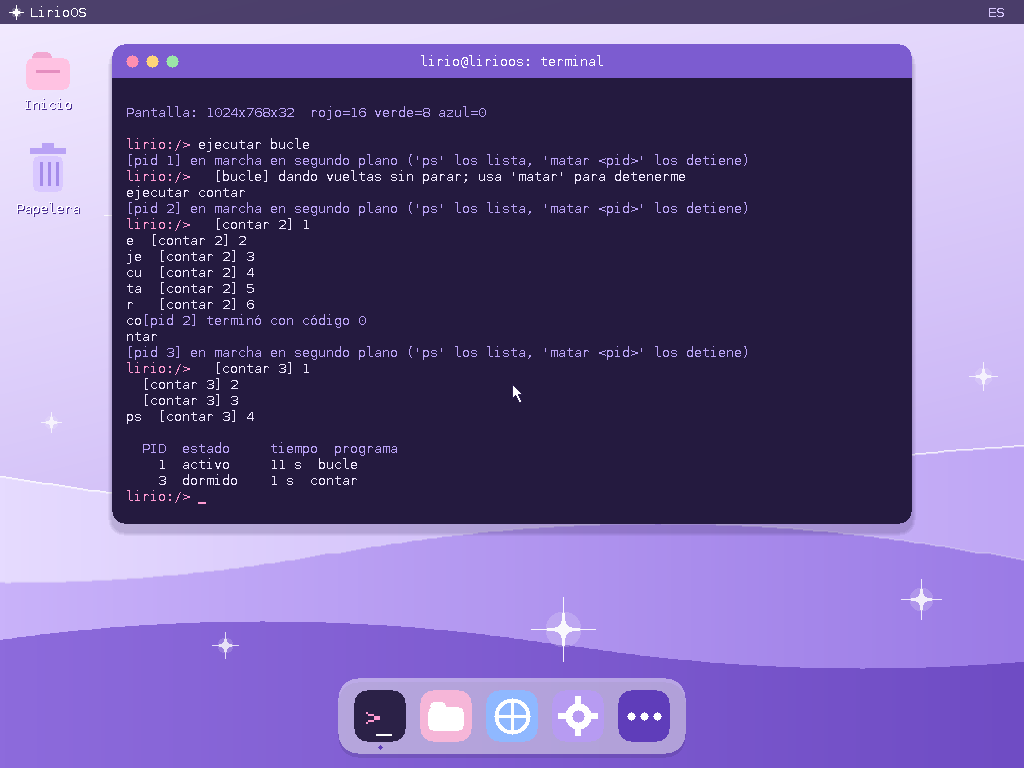 LirioOS
ES
Inicio
Papelera
lirio@lirioos: terminal
Pantalla: 1024x768x32  rojo=16 verde=8 azul=0
lirio:/> ejecutar bucle
[pid 1] en marcha en segundo plano ('ps' los lista, 'matar <pid>' los detiene)
lirio:/>   [bucle] dando vueltas sin parar; usa 'matar' para detenerme
ejecutar contar
[pid 2] en marcha en segundo plano ('ps' los lista, 'matar <pid>' los detiene)
lirio:/>   [contar 2] 1
e  [contar 2] 2
je  [contar 2] 3
cu  [contar 2] 4
ta  [contar 2] 5
r   [contar 2] 6
co[pid 2] terminó con código 0
ntar
[pid 3] en marcha en segundo plano ('ps' los lista, 'matar <pid>' los detiene)
lirio:/>   [contar 3] 1
  [contar 3] 2
  [contar 3] 3
ps  [contar 3] 4
  PID  estado     tiempo  programa
    1  activo     11 s  bucle
    3  dormido    1 s  contar
lirio:/> _
>_